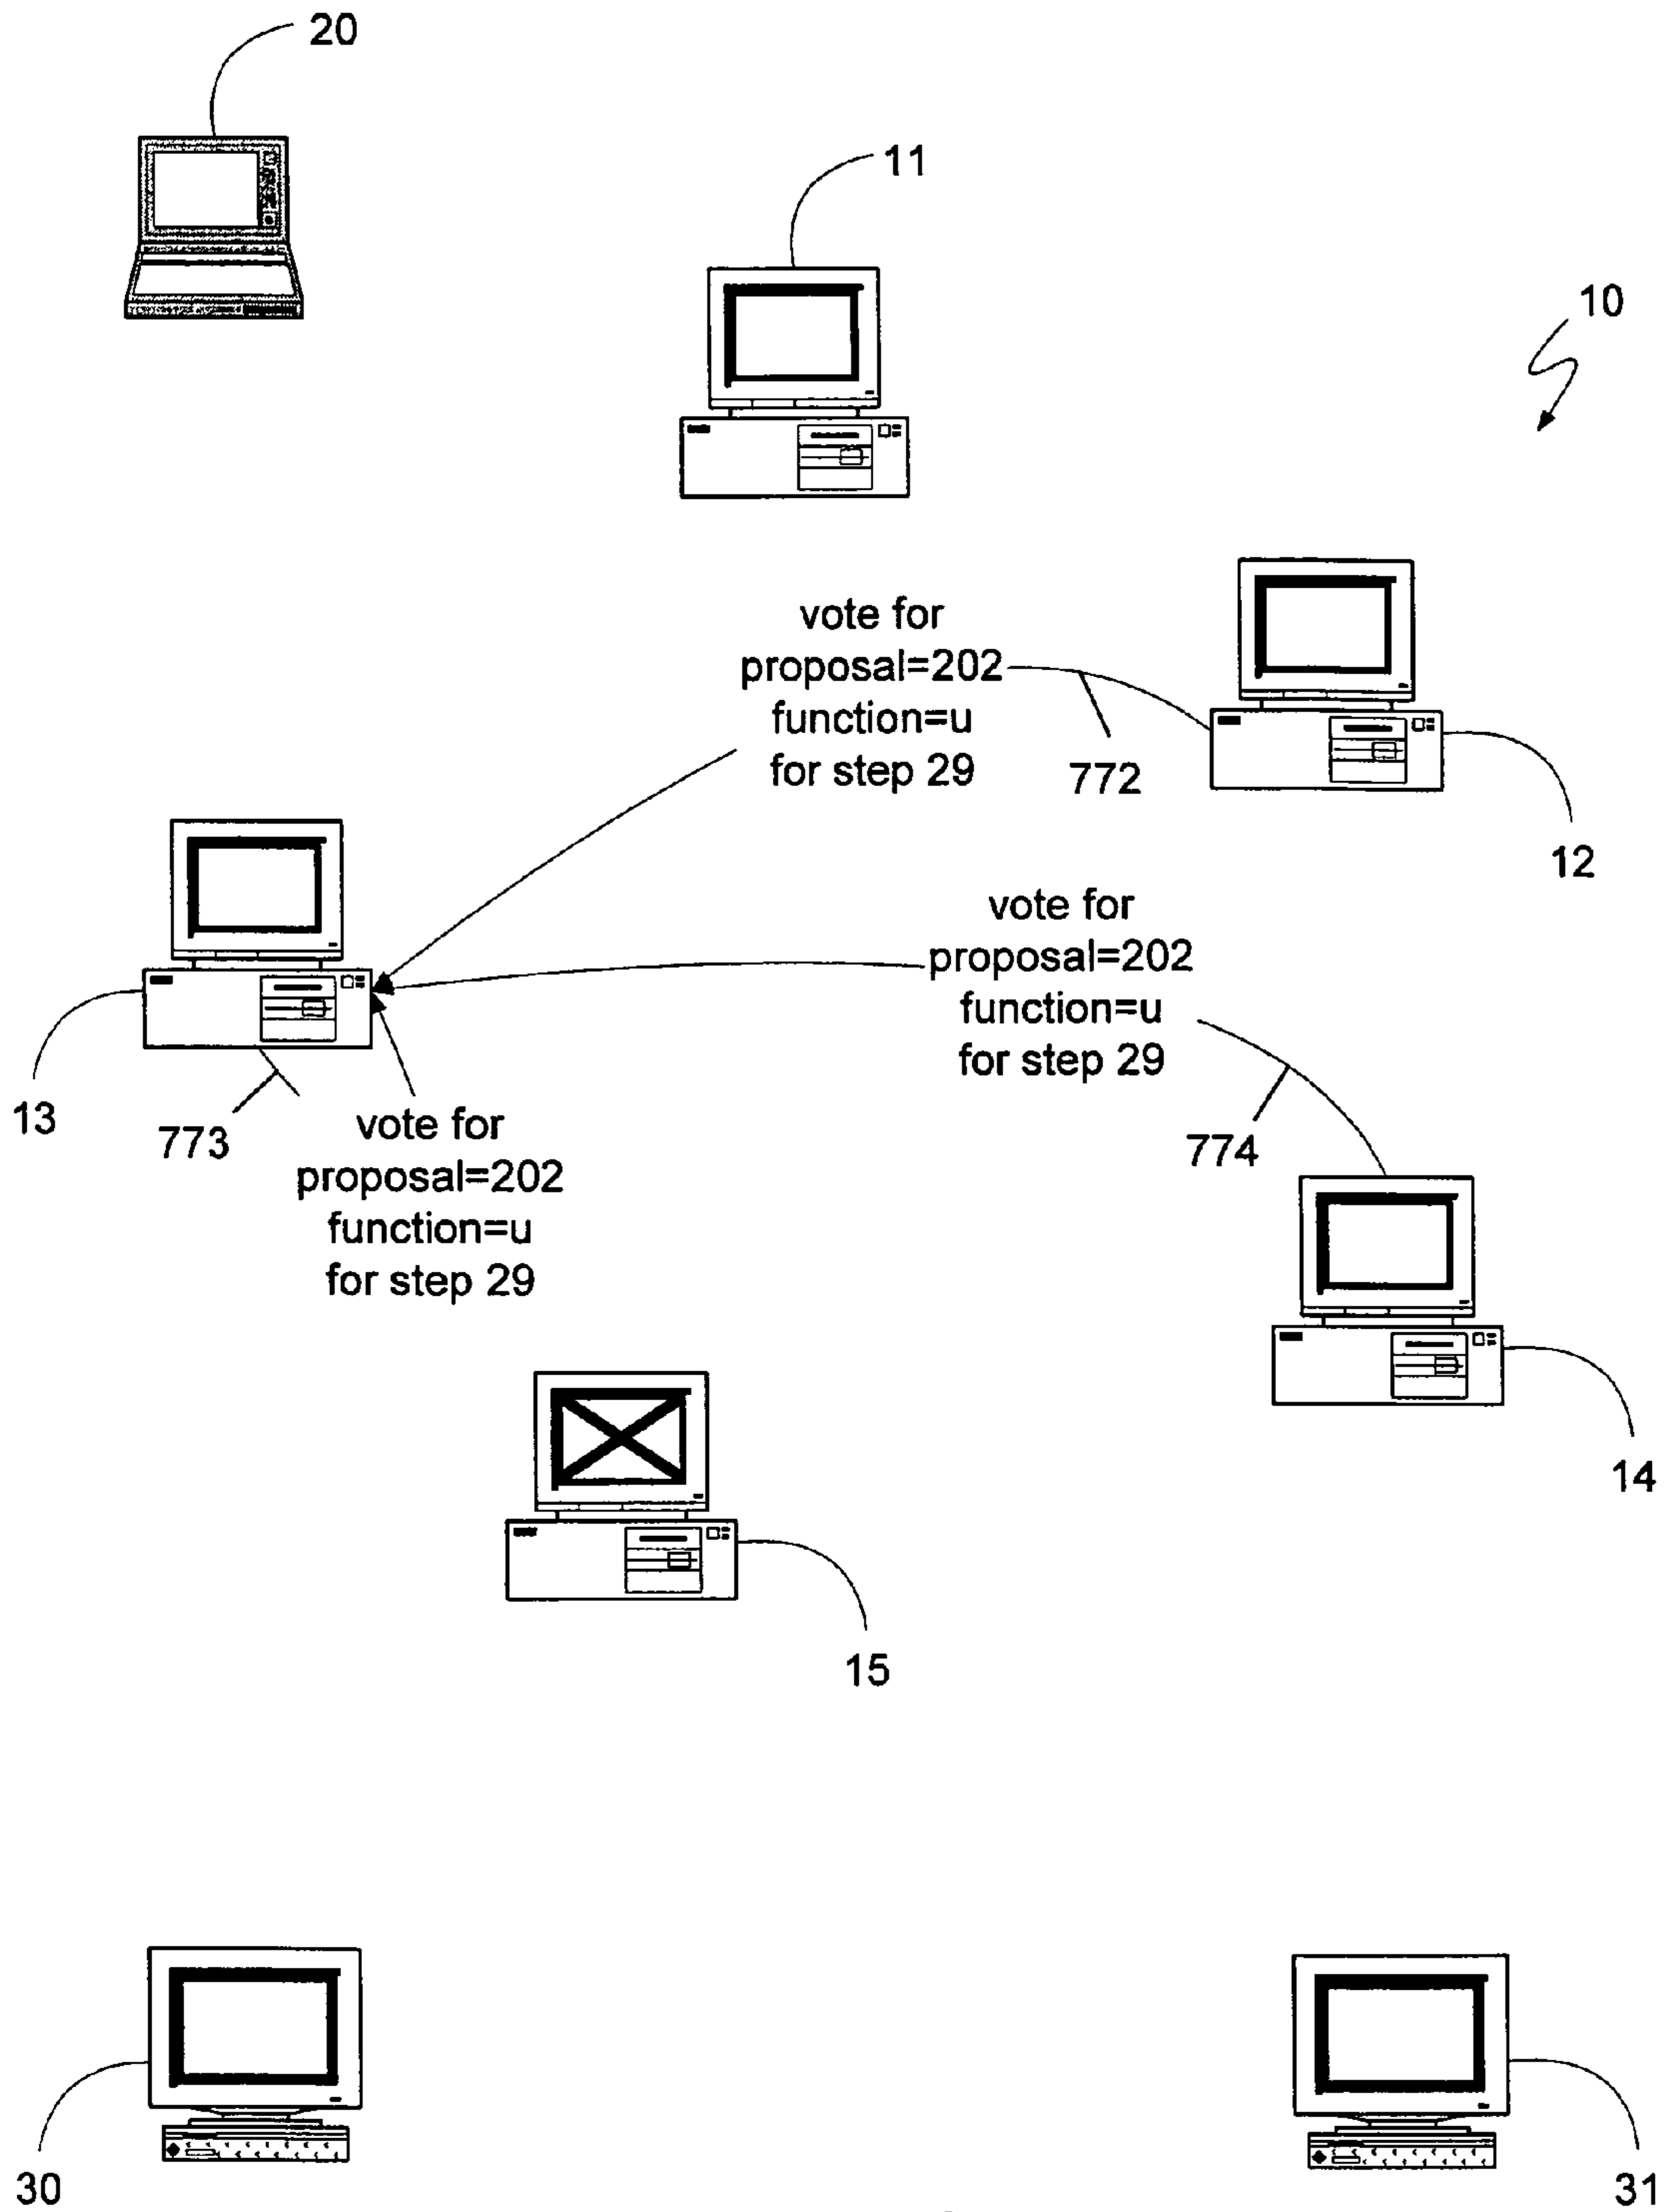 20
11
10
vote for
proposal=202
function=u
for step 29
772
12
vote for
proposal=202
function=u
for step 29
13
773
vote for
proposal=202
function=u
for step 29
774
14
15
30
31